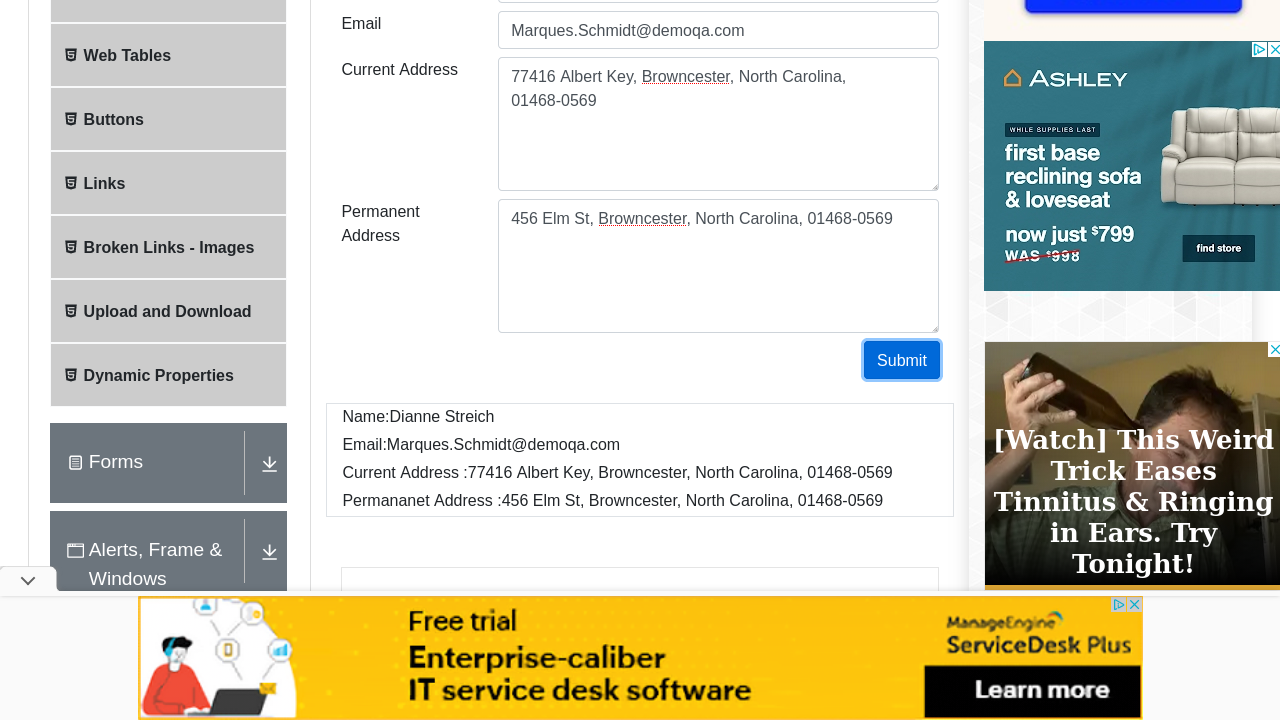 Email
Marques.Schmidt@demoqa.com
Web Tables
Current Address
77416 Albert Key, Browncester, North Carolina,
01468-0569
ASHLEY
Buttons
WHILE SUPPLIES LAST
first base
reclining sofa
& loveseat
Links
Permanent
Address
456 Elm St, Browncester, North Carolina, 01468-0569
now just $799
WAS $998
find store
Broken Links - Images
Upload and Download
Submit
Dynamic Properties
Name:Dianne Streich
Email:Marques.Schmidt@demoqa.com
Current Address :77416 Albert Key, Browncester, North Carolina, 01468-0569
Permananet Address :456 Elm St, Browncester, North Carolina, 01468-0569
Forms
[Watch] This Weird
Trick Eases
Tinnitus & Ringing
in Ears. Try
Tonight!
Alerts, Frame &
Windows
Free trial
Enterprise-caliber
IT service desk software
ManageEngine
ServiceDesk Plus
Learn more